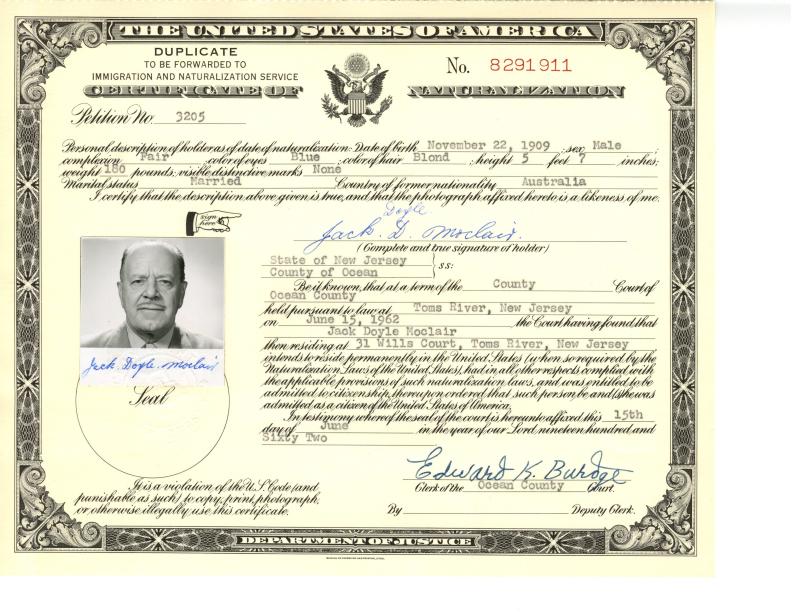 THE UNITED STATES OF AMERICA
DUPLICATE
TO BE FORWARDED TO
IMMIGRATION AND NATURALIZATION SERVICE
No. 8291911
CERTIFICATE OF NATURALIZATION
Petition No 3205
Personal description of holder as of date of naturalization: Date of birth November 22, 1909 ; sex Male ;
complexion Fair ; color of eyes Blue ; color of hair Blond ; height 5 feet 7 inches;
weight 180 pounds; visible distinctive marks None
Marital status Married Country of former nationality Australia
I certify that the description above given is true, and that the photograph affixed hereto is a likeness of me.
sign here
Doyle
Jack. D. Moclair.
(Complete and true signature of holder)
State of New Jersey
County of Ocean } ss:
Be it known, that at a term of the County Court of
Ocean County
held pursuant to law at Toms River, New Jersey
on June 15, 1962 the Court having found that
Jack Doyle Moclair
then residing at 31 Wills Court, Toms River, New Jersey
intends to reside permanently in the United States (when so required by the
Naturalization Laws of the United States), had in all other respects complied with
the applicable provisions of such naturalization laws, and was entitled to be
admitted to citizenship, thereupon ordered that such person be and (s)he was
admitted as a citizen of the United States of America.
In testimony whereof the seal of the court is hereunto affixed this 15th
day of June in the year of our Lord, nineteen hundred, and
Sixty Two
Jack. Doyle. Moclair
Seal
It is a violation of the U. S. Code (and
punishable as such) to copy, print, photograph,
or otherwise illegally use this certificate.
Edward K. Burdge
Clerk of the Ocean County Court.
By Deputy Clerk.
DEPARTMENT OF JUSTICE